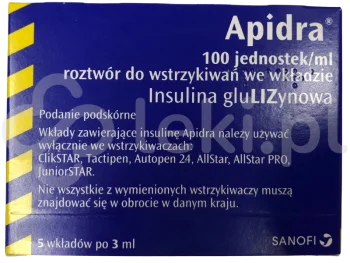 Apidra®
100 jednostek/ml
roztwór do wstrzykiwań we wkładzie
Insulina gluLIZynowa
Podanie podskórne
Wkłady zawierające insulinę Apidra należy używać
wyłącznie we wstrzykiwaczach:
ClikSTAR, Tactipen, Autopen 24, AllStar, AllStar PRO,
JuniorSTAR.
Nie wszystkie z wymienionych wstrzykiwaczy muszą
znajdować się w obrocie w danym kraju.
5 wkładów po 3 ml
SANOFI
leki.pl